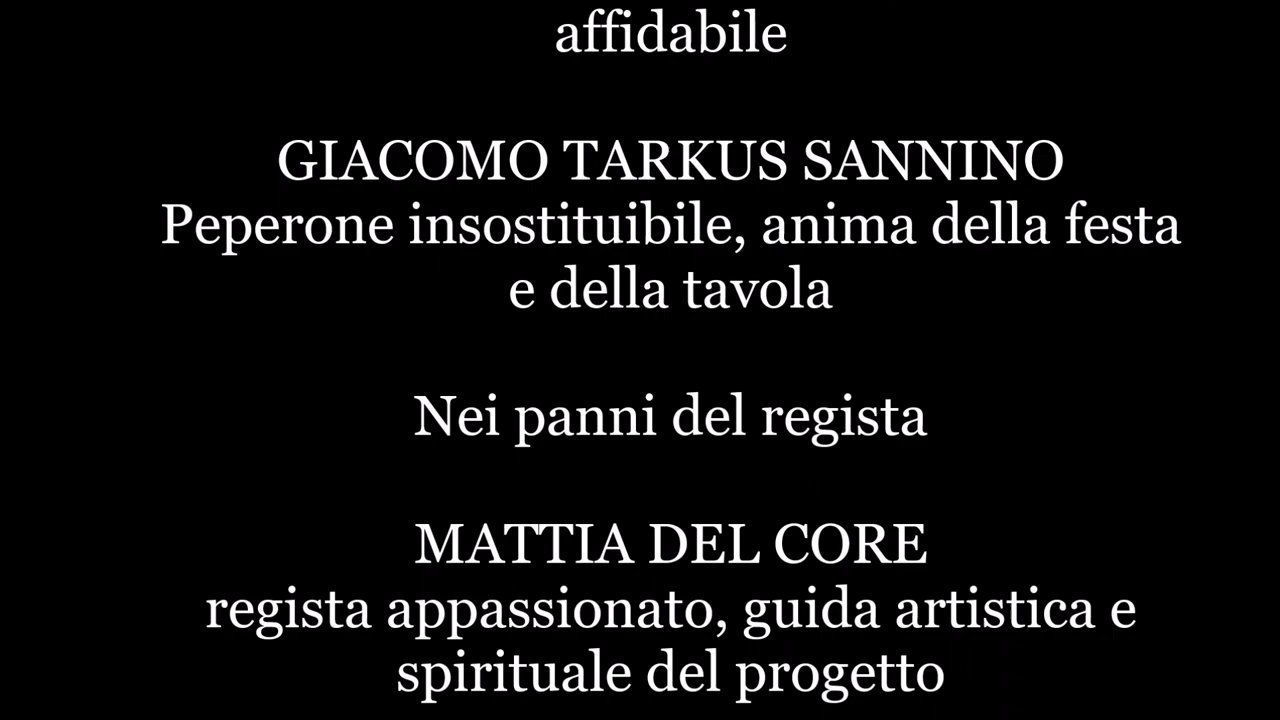 affidabile
GIACOMO TARKUS SANNINO
Peperone insostituibile, anima della festa
e della tavola
Nei panni del regista
MATTIA DEL CORE
regista appassionato, guida artistica e
spirituale del progetto